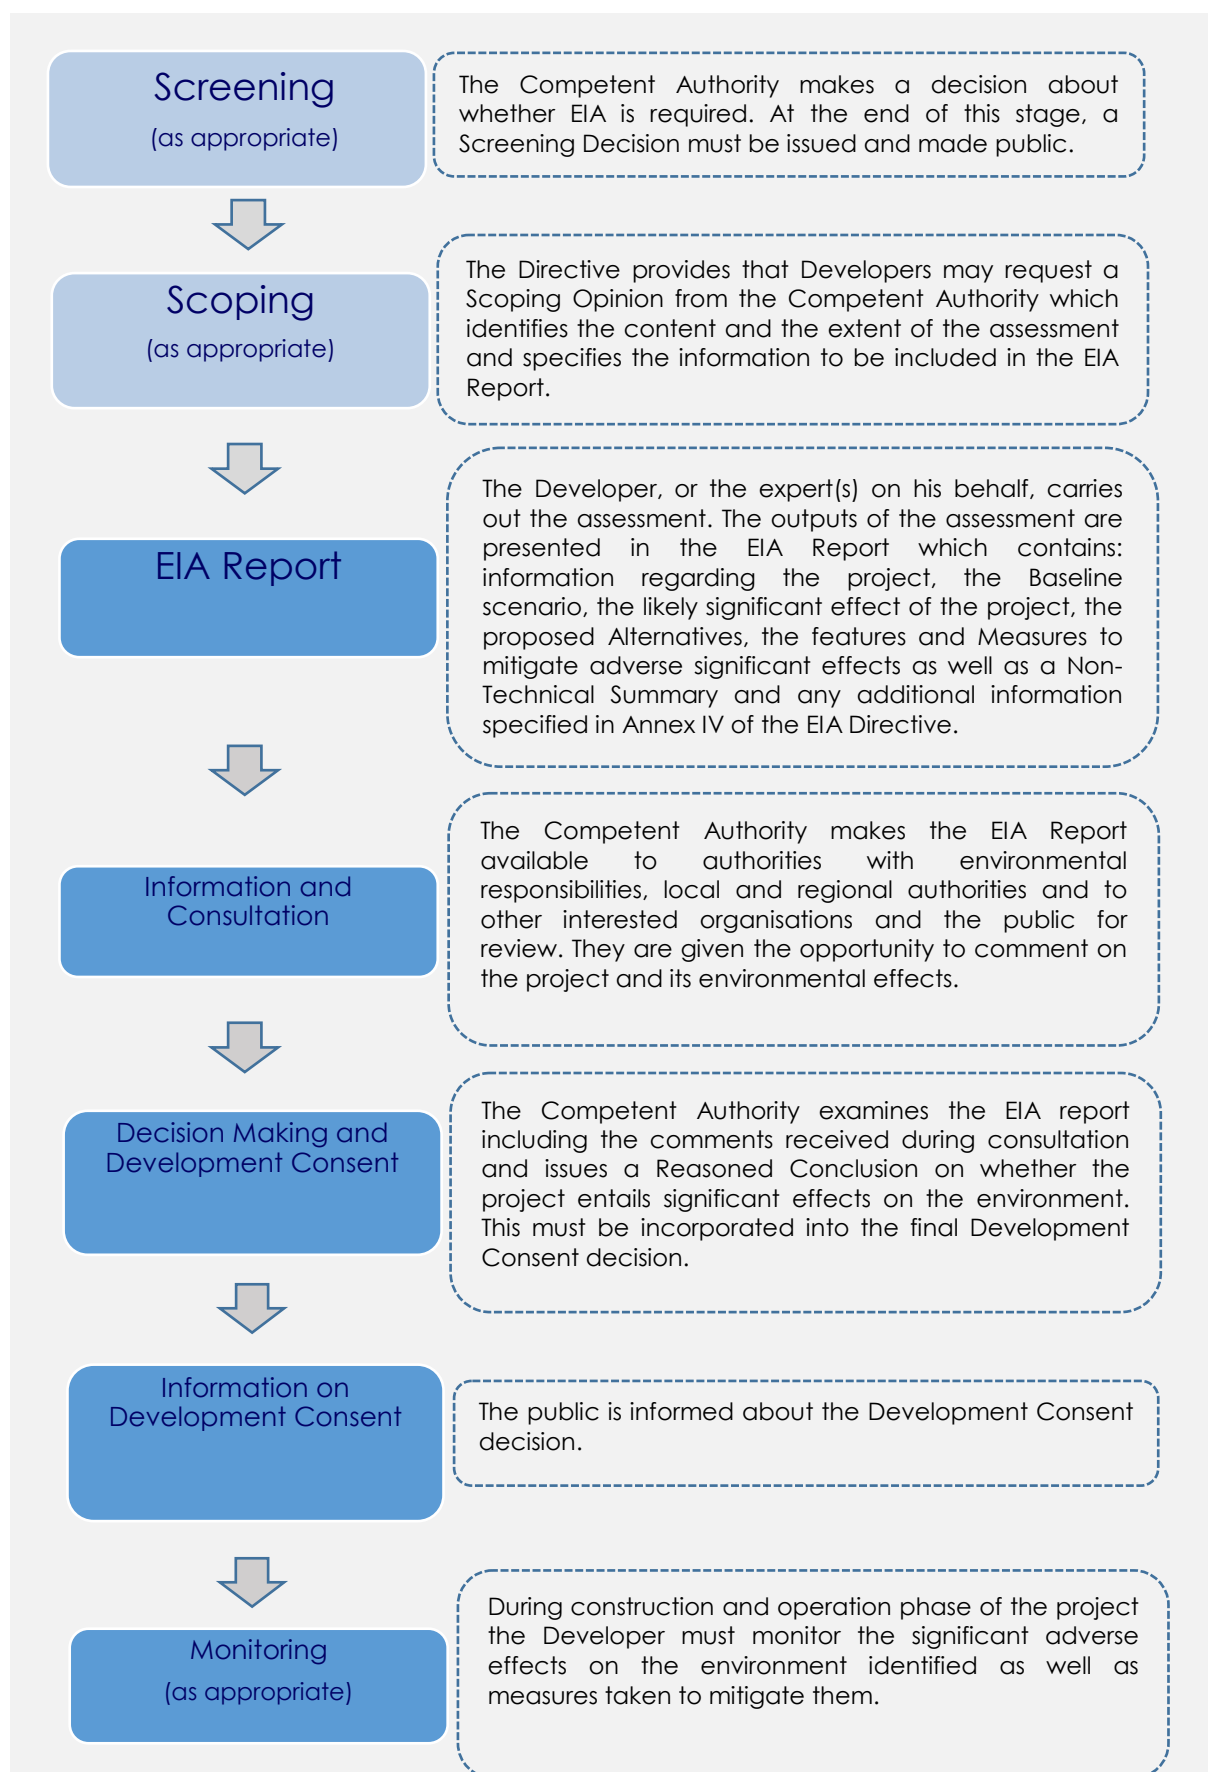 Screening
(as appropriate)
The Competent Authority makes a decision about
whether EIA is required. At the end of this stage, a
Screening Decision must be issued and made public.
Scoping
(as appropriate)
The Directive provides that Developers may request a
Scoping Opinion from the Competent Authority which
identifies the content and the extent of the assessment
and specifies the information to be included in the EIA
Report.
EIA Report
The Developer, or the expert(s) on his behalf, carries
out the assessment. The outputs of the assessment are
presented in the EIA Report which contains:
information regarding the project, the Baseline
scenario, the likely significant effect of the project, the
proposed Alternatives, the features and Measures to
mitigate adverse significant effects as well as a Non-
Technical Summary and any additional information
specified in Annex IV of the EIA Directive.
Information and
Consultation
The Competent Authority makes the EIA Report
available to authorities with environmental
responsibilities, local and regional authorities and to
other interested organisations and the public for
review. They are given the opportunity to comment on
the project and its environmental effects.
Decision Making and
Development Consent
The Competent Authority examines the EIA report
including the comments received during consultation
and issues a Reasoned Conclusion on whether the
project entails significant effects on the environment.
This must be incorporated into the final Development
Consent decision.
Information on
Development Consent
The public is informed about the Development Consent
decision.
Monitoring
(as appropriate)
During construction and operation phase of the project
the Developer must monitor the significant adverse
effects on the environment identified as well as
measures taken to mitigate them.